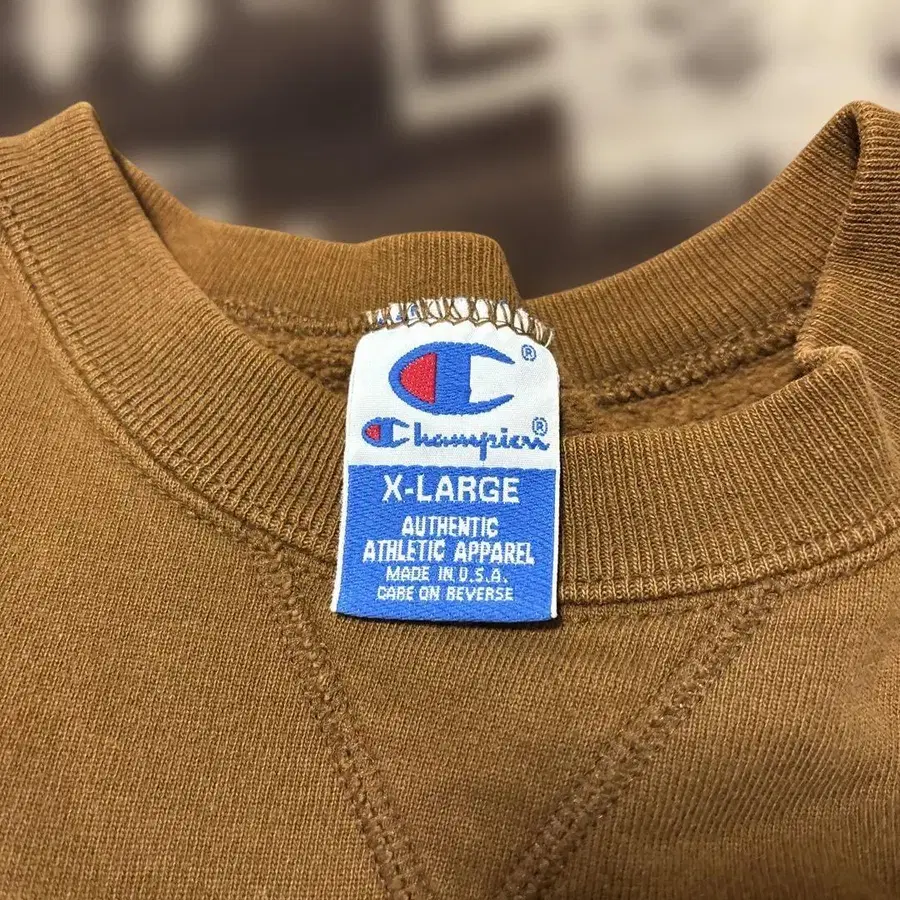 Champion
X-LARGE
AUTHENTIC
ATHLETIC APPAREL
MADE IN U.S.A.
CARE ON REVERSE